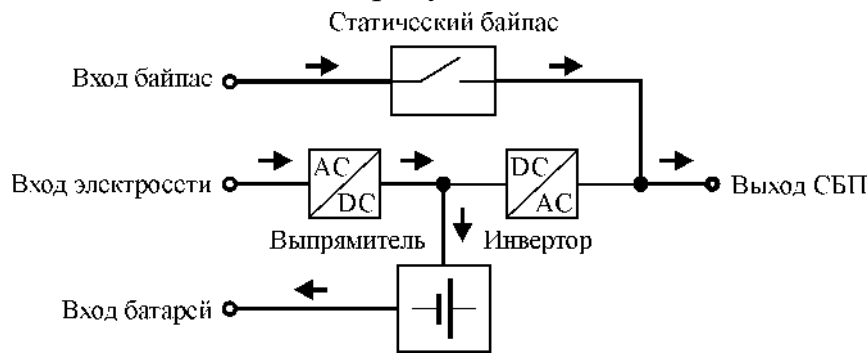 Статический байпас
Вход байпас
Вход электросети
AC
DC
DC
AC
Выход СБП
Выпрямитель
Инвертор
Вход батарей